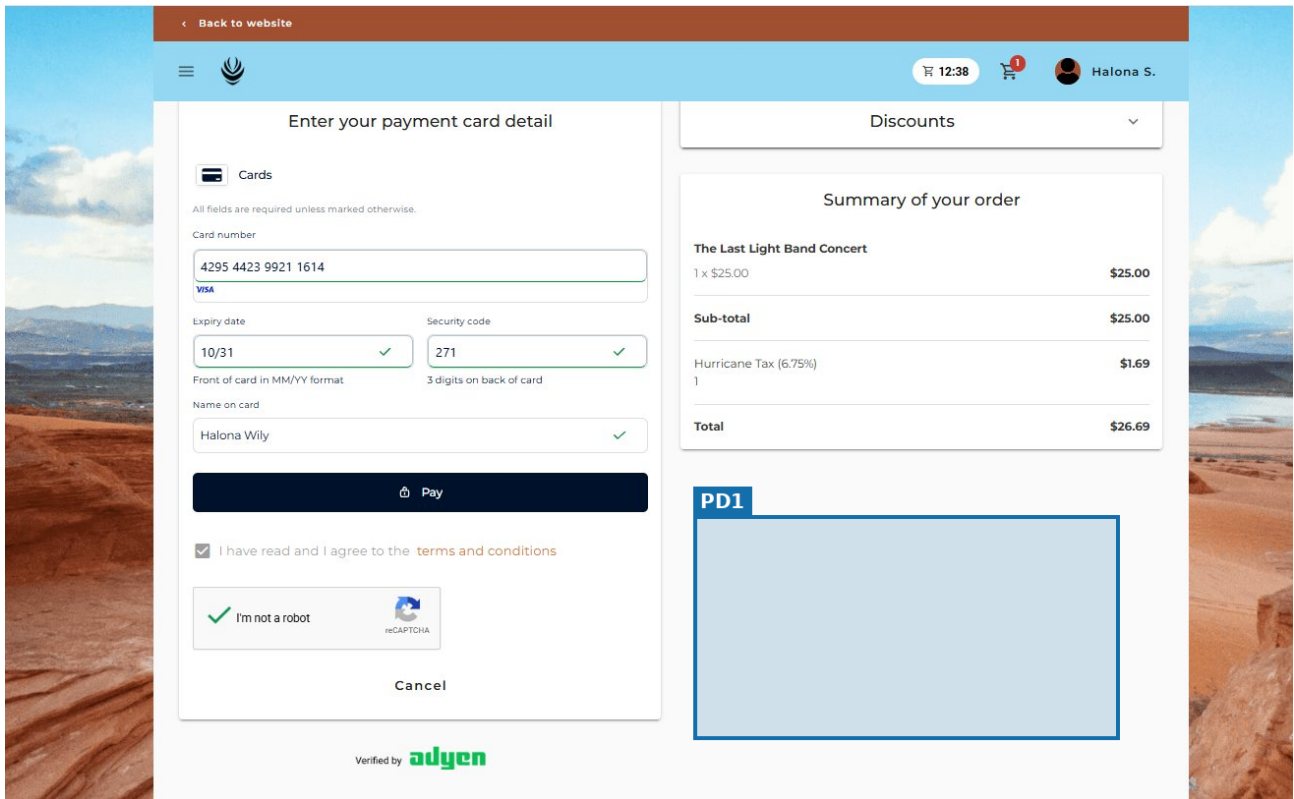 Back to website
12:38
1
Halona S.
Enter your payment card detail
Cards
All fields are required unless marked otherwise.
Card number
4295 4423 9921 1614
VISA
Expiry date
Security code
10/31
271
Front of card in MM/YY format
3 digits on back of card
Name on card
Halona Wily
Pay
I have read and I agree to the terms and conditions
I'm not a robot
reCAPTCHA
Cancel
Verified by adyen
Discounts
Summary of your order
The Last Light Band Concert
1 x $25.00 $25.00
Sub-total $25.00
Hurricane Tax (6.75%) $1.69
1
Total $26.69
PD1